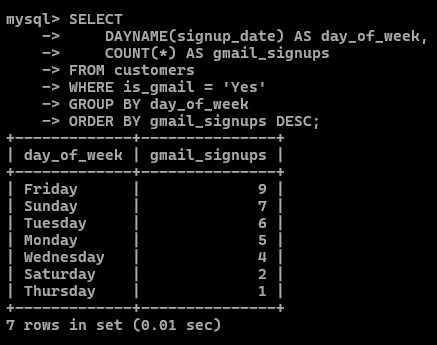 mysql> SELECT
    ->     DAYNAME(signup_date) AS day_of_week,
    ->     COUNT(*) AS gmail_signups
    -> FROM customers
    -> WHERE is_gmail = 'Yes'
    -> GROUP BY day_of_week
    -> ORDER BY gmail_signups DESC;
+-------------+---------------+
| day_of_week | gmail_signups |
+-------------+---------------+
| Friday      |             9 |
| Sunday      |             7 |
| Tuesday     |             6 |
| Monday      |             5 |
| Wednesday   |             4 |
| Saturday    |             2 |
| Thursday    |             1 |
+-------------+---------------+
7 rows in set (0.01 sec)